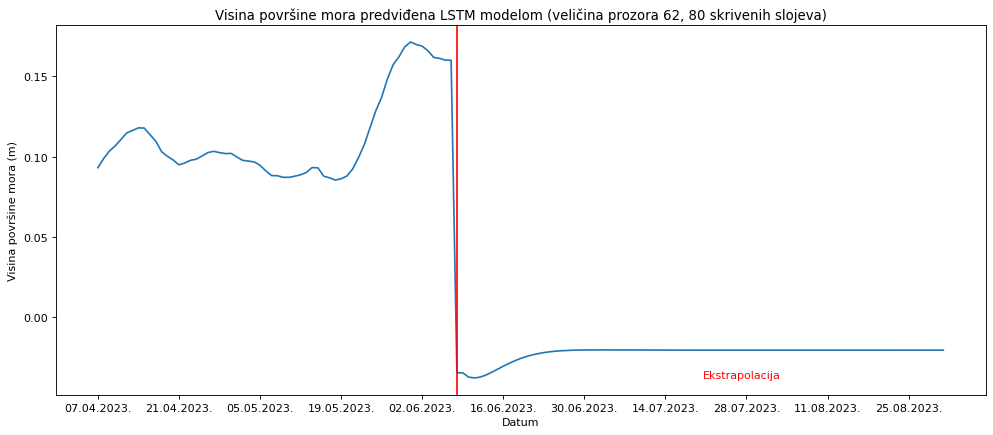 Visina površine mora predviđena LSTM modelom (veličina prozora 62, 80 skrivenih slojeva)
Visina površine mora (m)
0.15
0.10
0.05
0.00
Ekstrapolacija
07.04.2023. 21.04.2023. 05.05.2023. 19.05.2023. 02.06.2023. 16.06.2023. 30.06.2023. 14.07.2023. 28.07.2023. 11.08.2023. 25.08.2023.
Datum